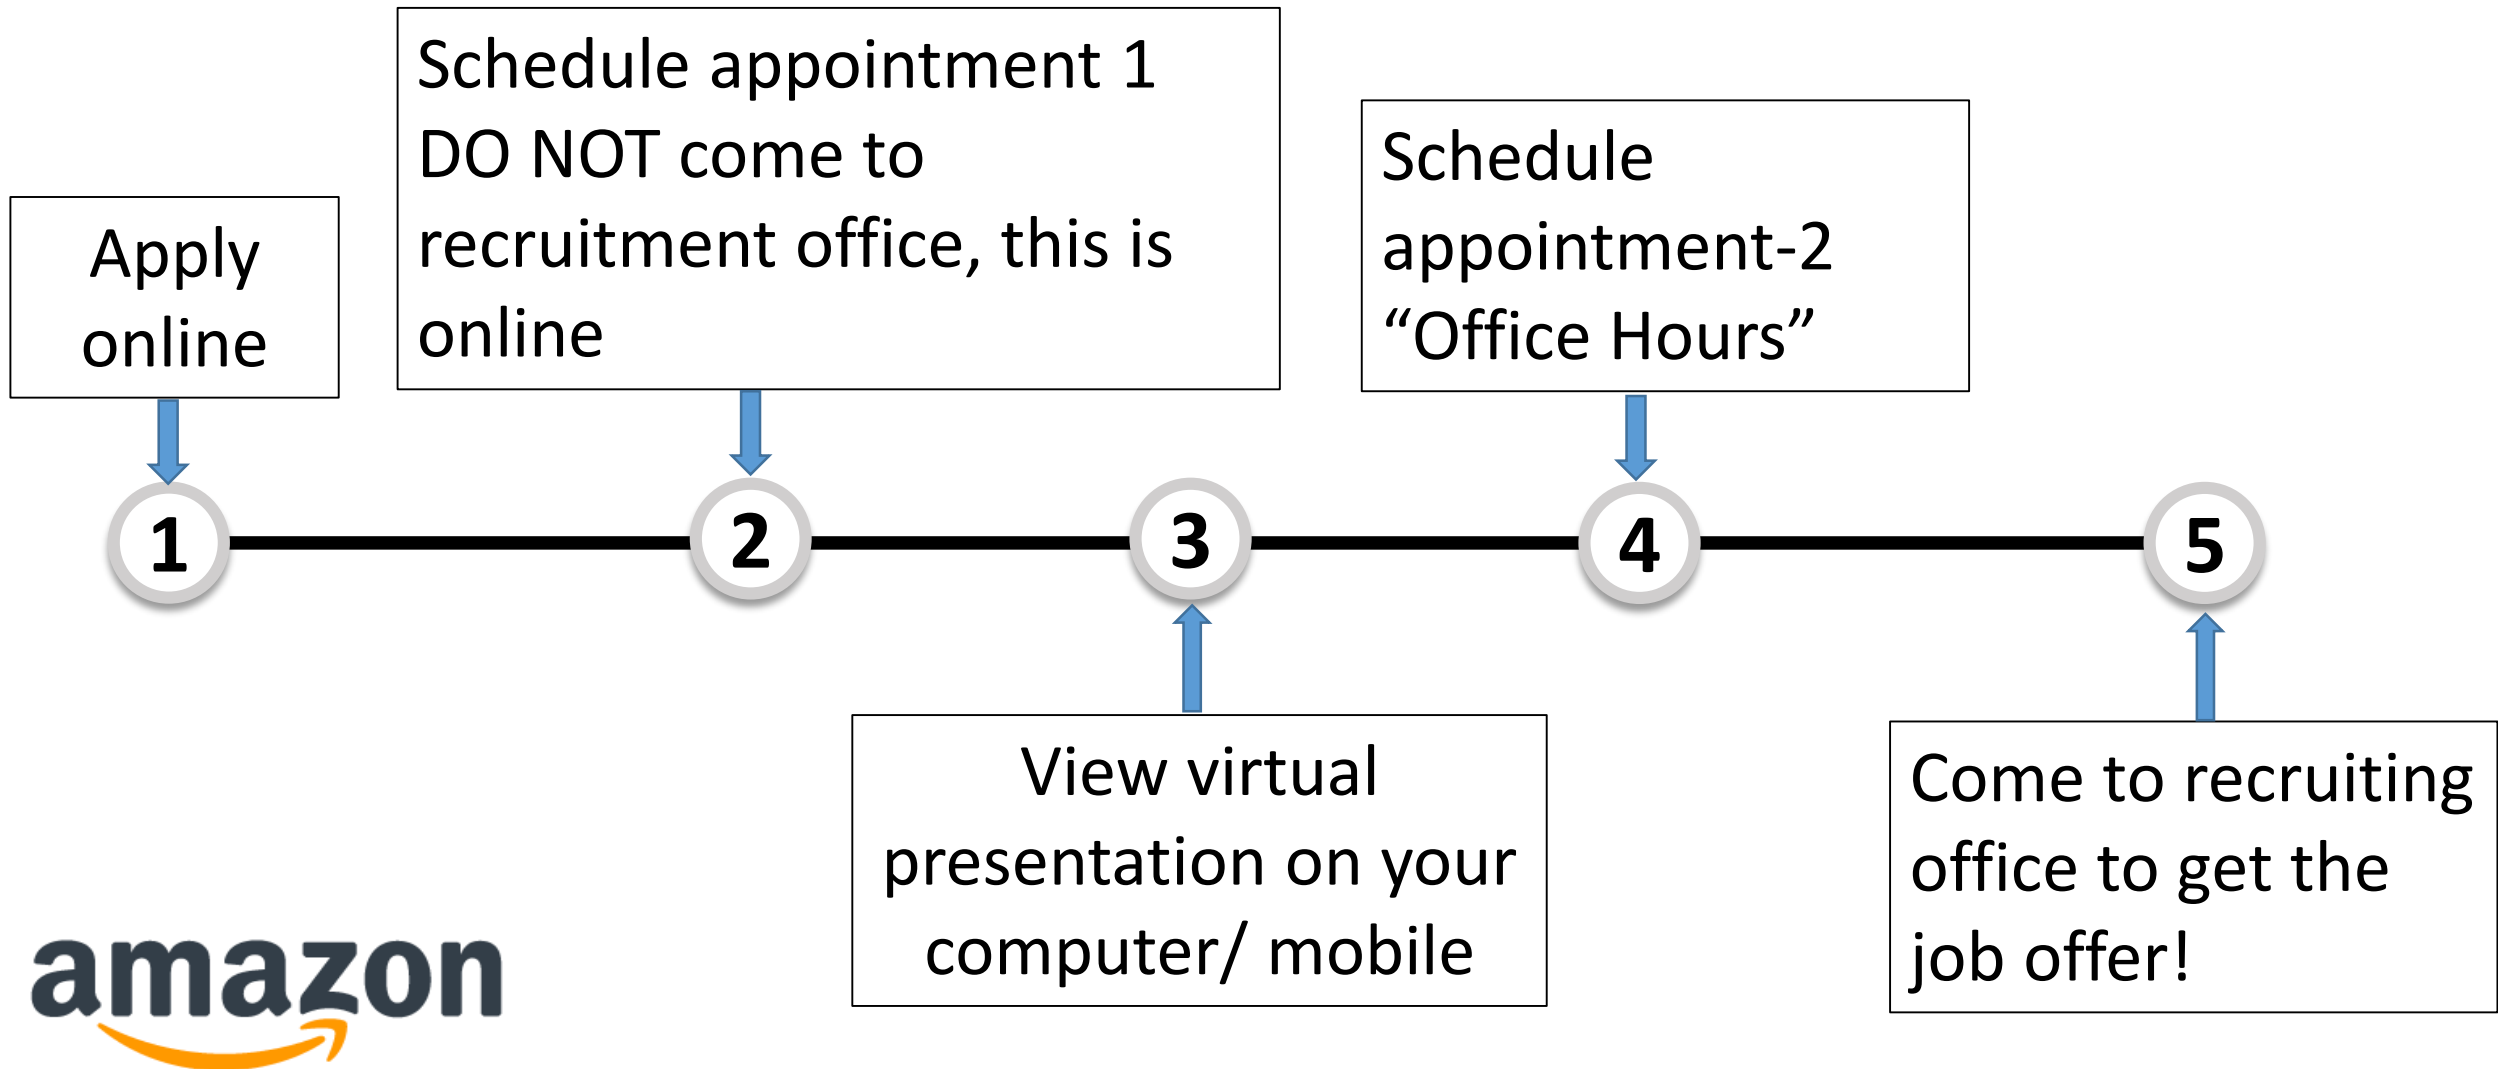 Apply
online
Schedule appointment 1
DO NOT come to
recruitment office, this is
online
Schedule
appointment-2
“Office Hours”
1
2
3
4
5
View virtual
presentation on your
computer/ mobile
Come to recruiting
office to get the
job offer!
amazon